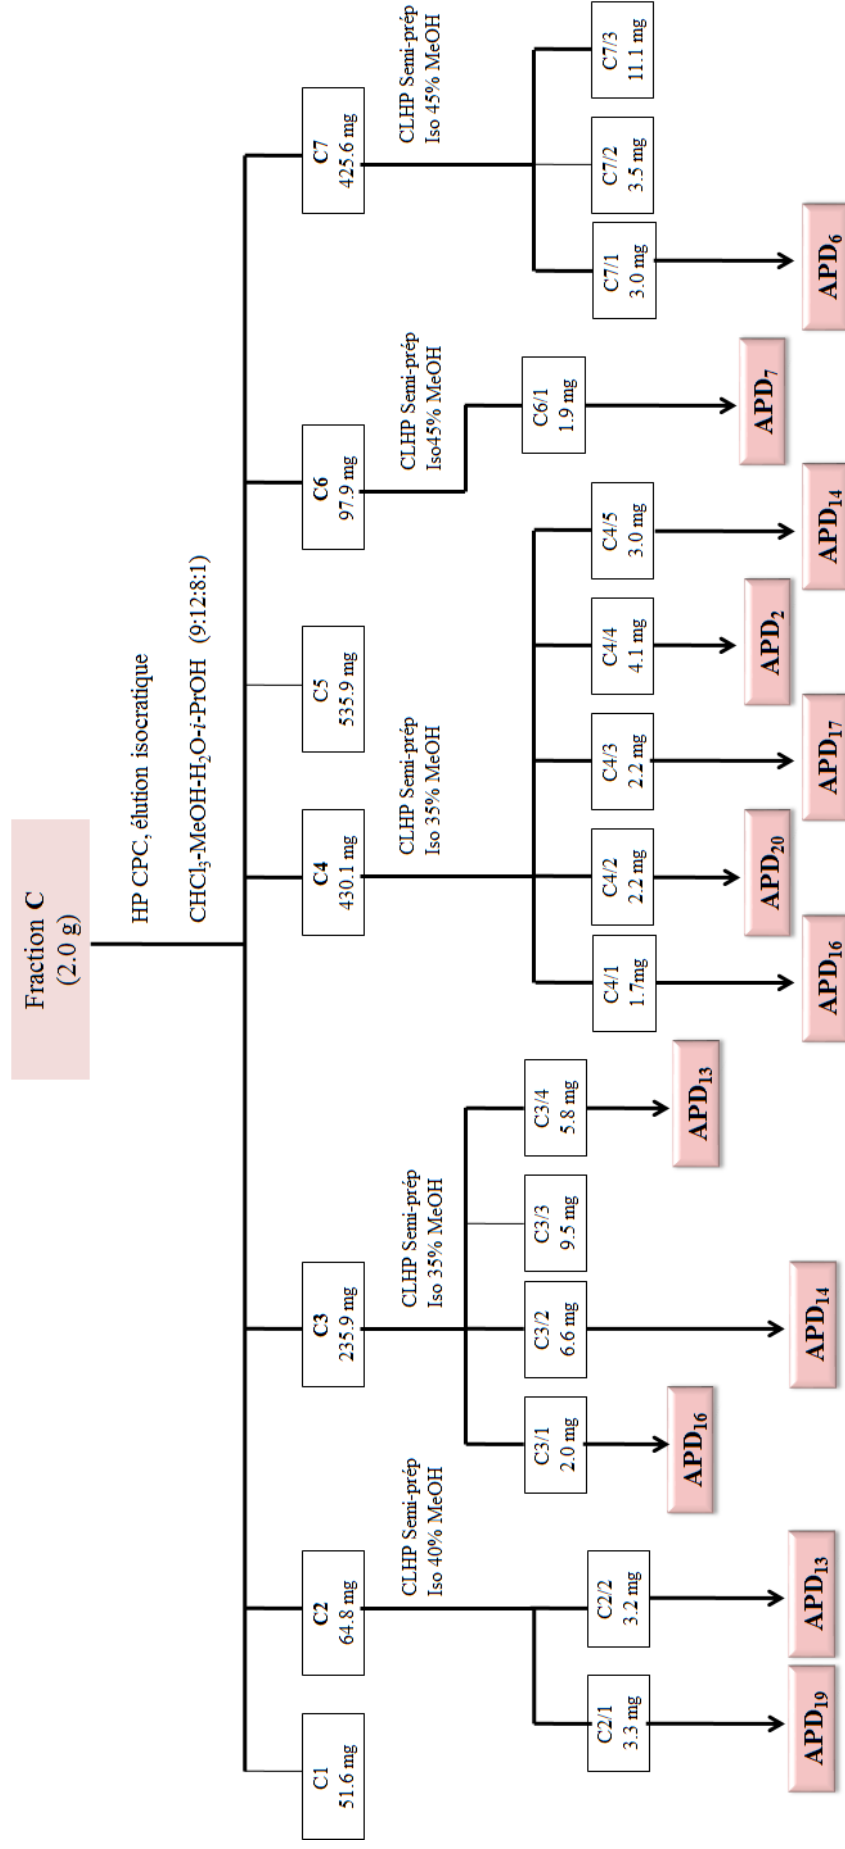 Fraction C
(2.0 g)
HP CPC, élution isocratique
CHCl₃-MeOH-H₂O-i-PrOH (9:12:8:1)
C1
51.6 mg
C2
64.8 mg
C3
235.9 mg
C4
430.1 mg
C5
535.9 mg
C6
97.9 mg
C7
425.6 mg
CLHP Semi-prép
Iso 40% MeOH
CLHP Semi-prép
Iso 35% MeOH
CLHP Semi-prép
Iso 35% MeOH
CLHP Semi-prép
Iso45% MeOH
CLHP Semi-prép
Iso 45% MeOH
C2/1
3.3 mg
C2/2
3.2 mg
C3/1
2.0 mg
C3/2
6.6 mg
C3/3
9.5 mg
C3/4
5.8 mg
C4/1
1.7mg
C4/2
2.2 mg
C4/3
2.2 mg
C4/4
4.1 mg
C4/5
3.0 mg
C6/1
1.9 mg
C7/1
3.0 mg
C7/2
3.5 mg
C7/3
11.1 mg
APD₁₉
APD₁₃
APD₁₆
APD₁₄
APD₁₃
APD₁₆
APD₂₀
APD₁₇
APD₂
APD₁₄
APD₇
APD₆